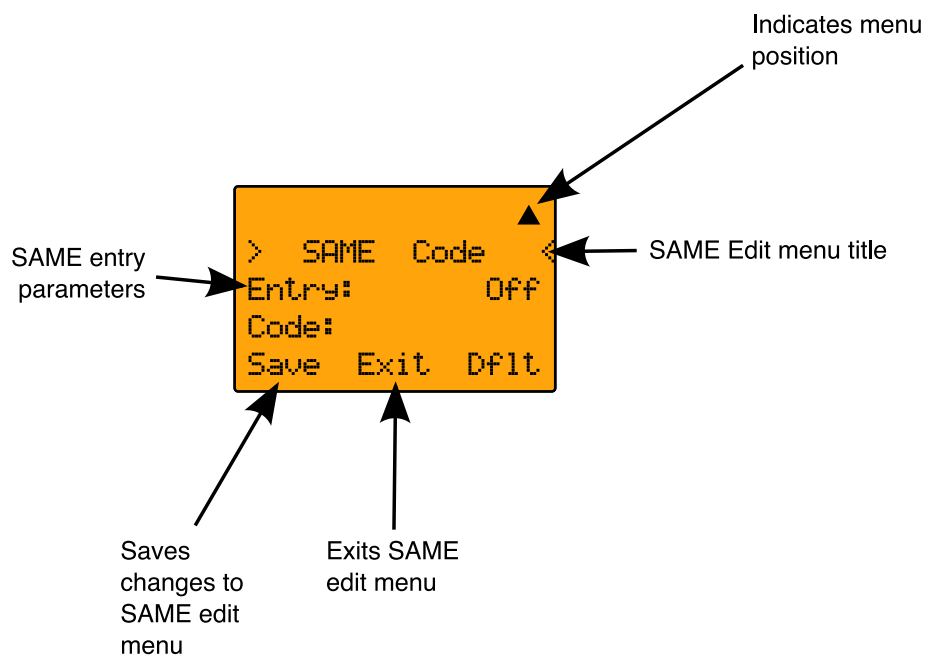 Indicates menu
position
▲
> SAME Code <
SAME Edit menu title
SAME entry
parameters
Entry: Off
Code:
Save Exit Dflt
Saves
changes to
SAME edit
menu
Exits SAME
edit menu